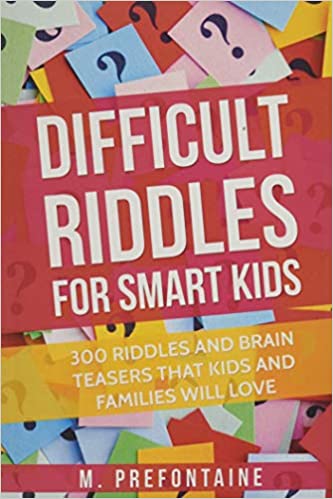 DIFFICULT
RIDDLES
FOR SMART KIDS
300 RIDDLES AND BRAIN
TEASERS THAT KIDS AND
FAMILIES WILL LOVE
M. PREFONTAINE